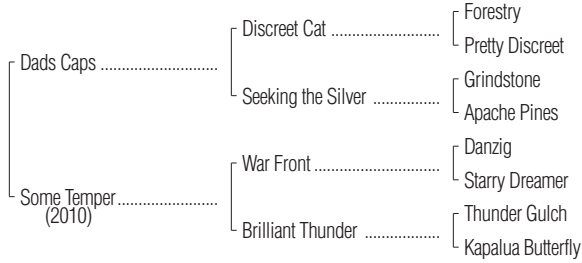 Forestry
Discreet Cat ........................
Pretty Discreet
Dads Caps ..........................
Grindstone
Seeking the Silver ...............
Apache Pines
Danzig
War Front ............................
Starry Dreamer
Some Temper......................
(2010)
Thunder Gulch
Brilliant Thunder .................
Kapalua Butterfly